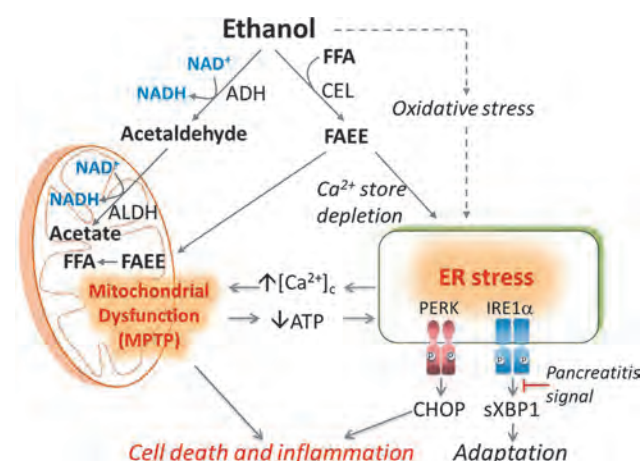 Ethanol
NAD⁺
FFA
NADH
ADH
CEL
Oxidative stress
Acetaldehyde
FAEE
NAD⁺
Ca²⁺ store
depletion
NADH
ALDH
Acetate
FFA
FAEE
ER stress
Mitochondrial
Dysfunction
(MPTP)
↑[Ca²⁺]c
↓ATP
PERK
IRE1α
P
P
P
P
Pancreatitis
signal
CHOP
sXBP1
Cell death and inflammation
Adaptation